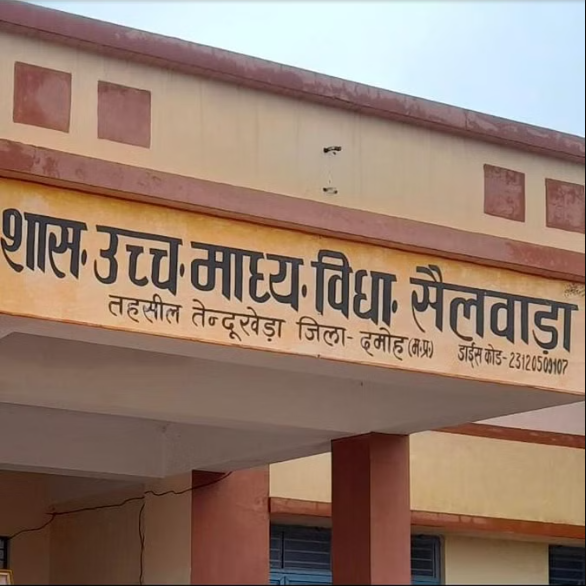 शास. उच्च. माध्य. विधा. सैलवाड़ा
तहसील तेन्दूखेड़ा जिला- दमोह (म.प्र.) डाईस कोड- 23120509107